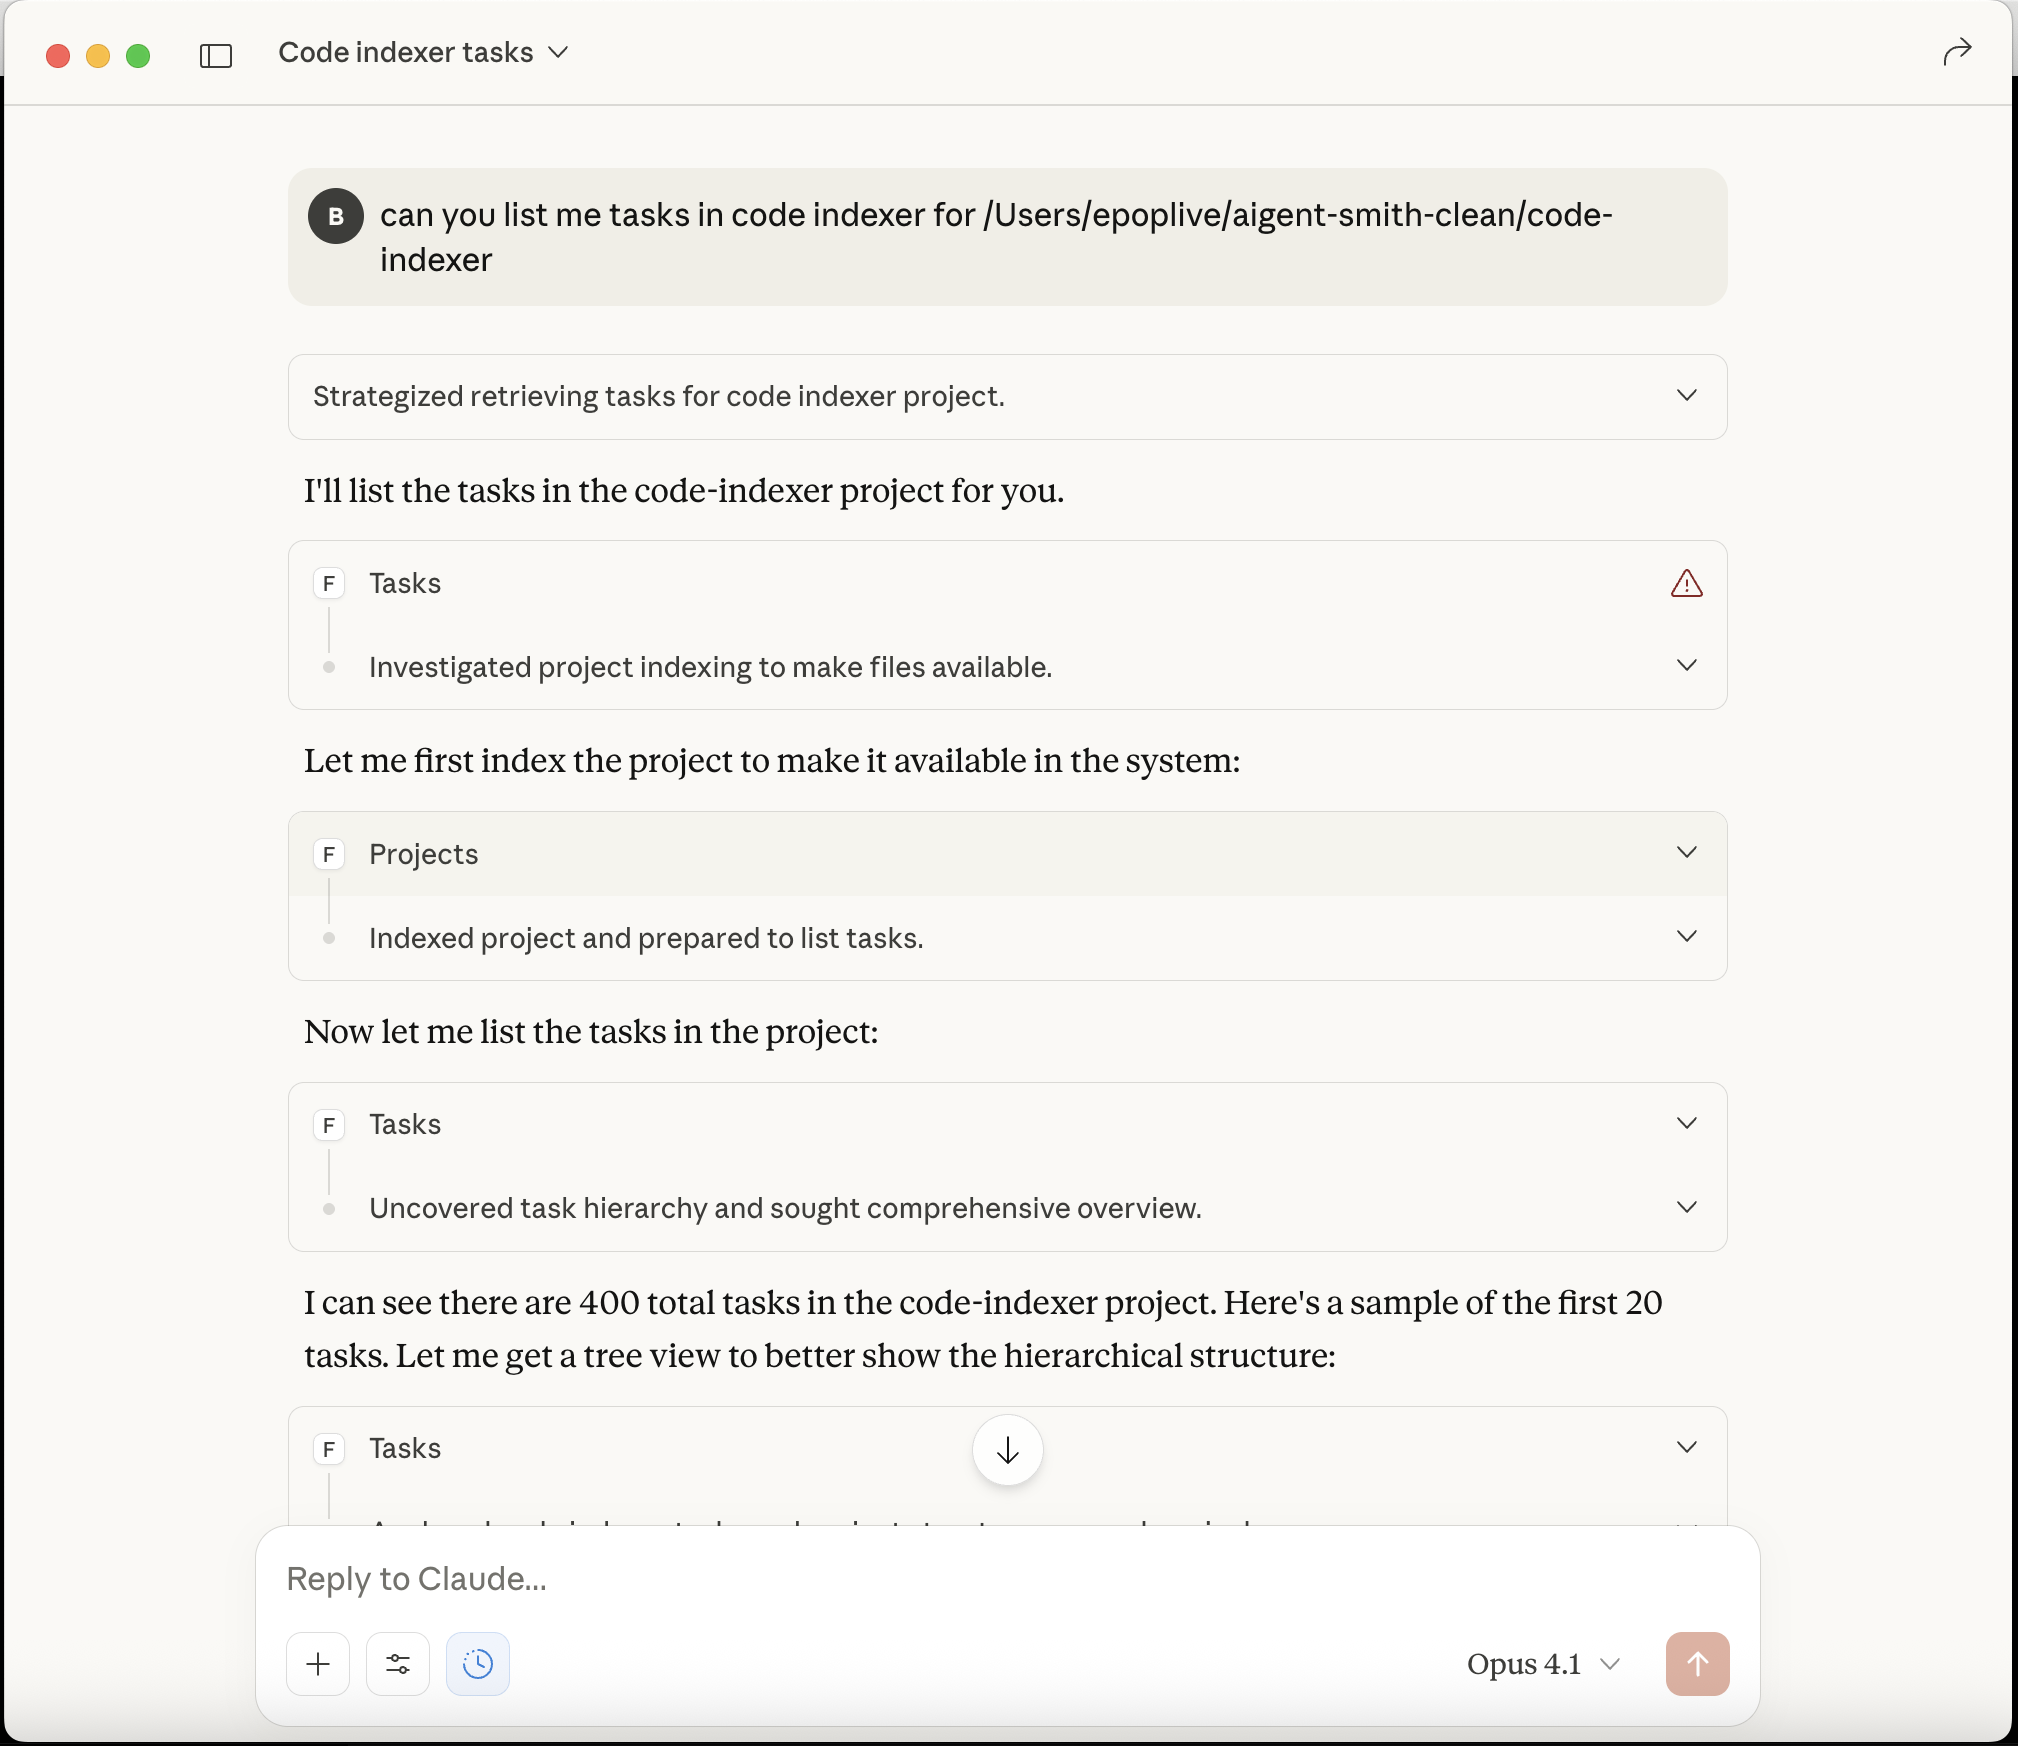 Code indexer tasks
B
can you list me tasks in code indexer for /Users/epoplive/aigent-smith-clean/code-
indexer
Strategized retrieving tasks for code indexer project.
I'll list the tasks in the code-indexer project for you.
F Tasks
Investigated project indexing to make files available.
Let me first index the project to make it available in the system:
F Projects
Indexed project and prepared to list tasks.
Now let me list the tasks in the project:
F Tasks
Uncovered task hierarchy and sought comprehensive overview.
I can see there are 400 total tasks in the code-indexer project. Here's a sample of the first 20
tasks. Let me get a tree view to better show the hierarchical structure:
F Tasks
Reply to Claude...
Opus 4.1